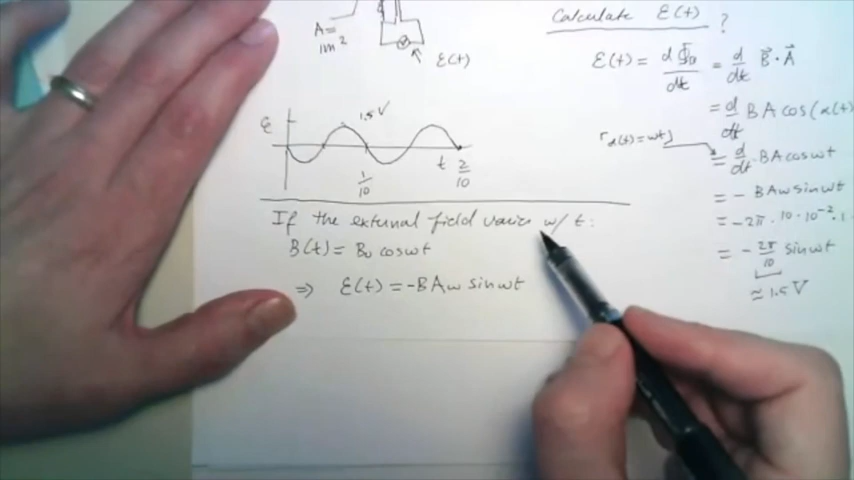 Calculate ε(t) ?
A=
1m²
ε(t)
ε(t) = dΦ_B/dt = d/dt B⃗·A⃗
= d/dt BA cos(α(t)
[α(t)=ωt]
= d/dt · BA cos ωt
= - BAω sin ωt
= -2π · 10 · 10⁻² · 1
= - 2π/10 sin ωt
≈ 1.5 V
ε
1.5 V
t
1/10
2/10
If the external field varies w/ t:
B(t) = B₀ cos ωt
⇒ ε(t) = -BAω sin ωt